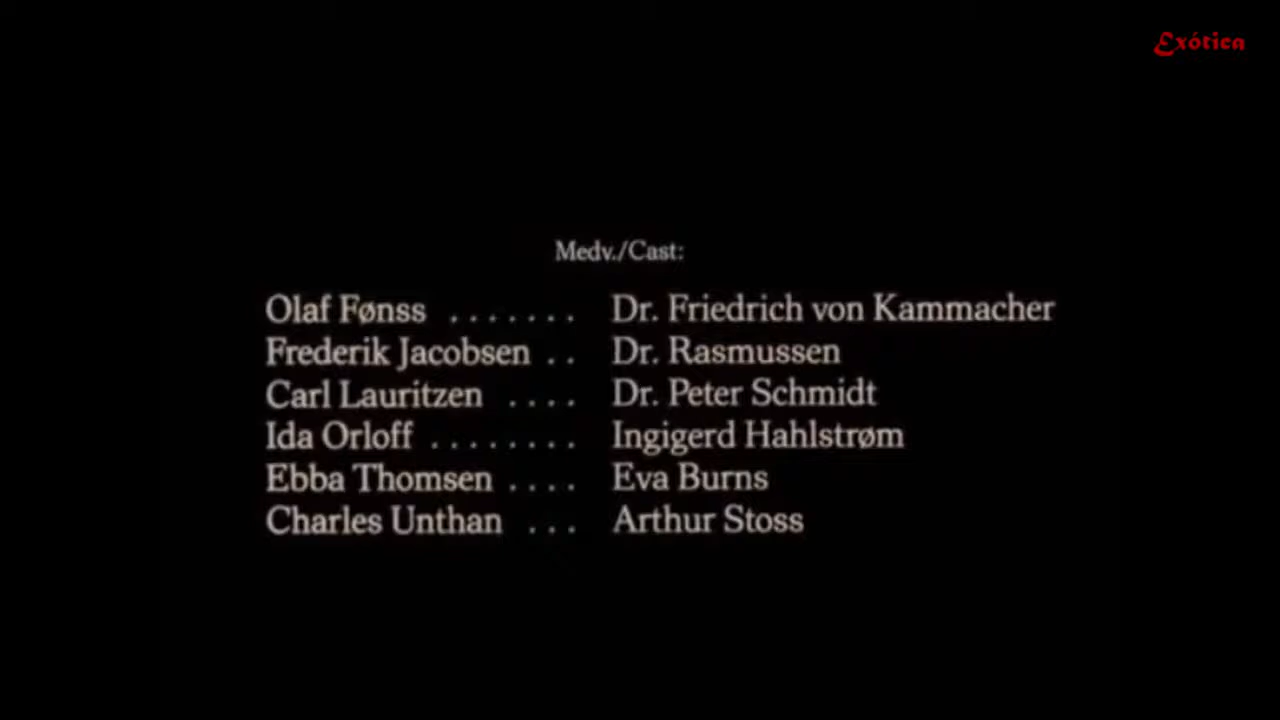 Exótica
Medv./Cast:
Olaf Fønss ....... Dr. Friedrich von Kammacher
Frederik Jacobsen .. Dr. Rasmussen
Carl Lauritzen .... Dr. Peter Schmidt
Ida Orloff ........ Ingigerd Hahlstrøm
Ebba Thomsen .... Eva Burns
Charles Unthan ... Arthur Stoss